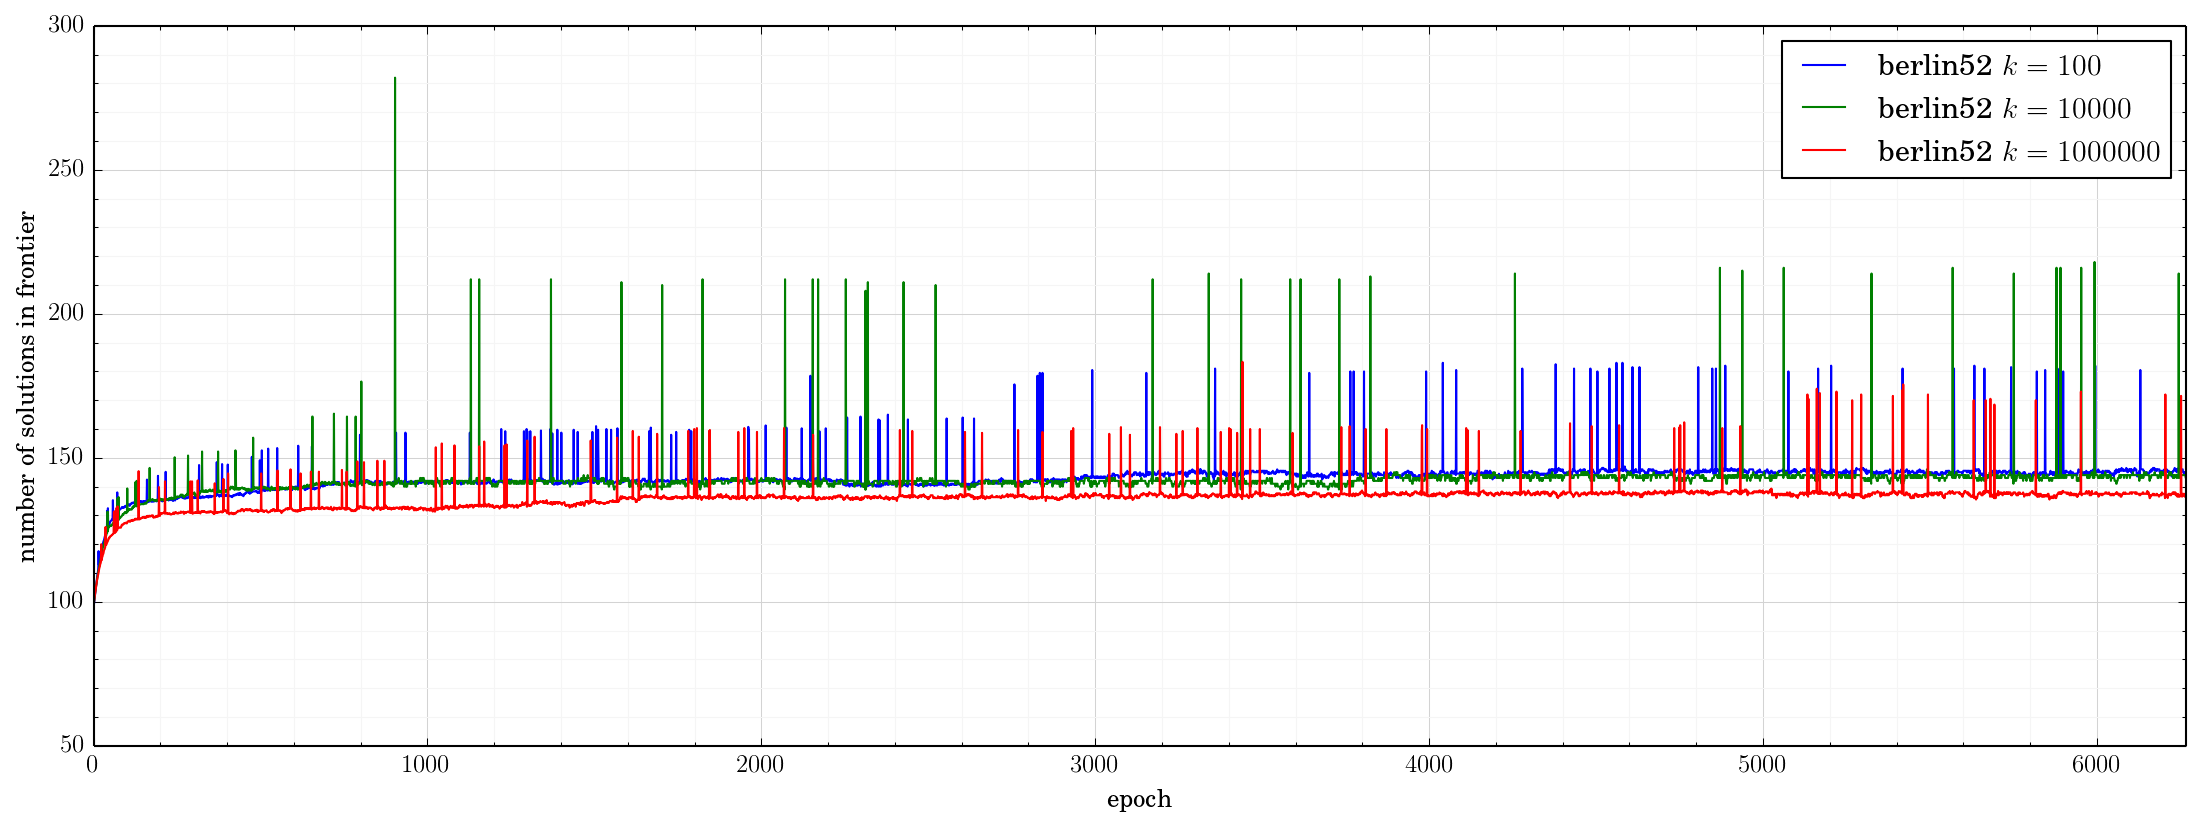 300
250
200
150
100
50
number of solutions in frontier
berlin52 k = 100
berlin52 k = 10000
berlin52 k = 1000000
0 1000 2000 3000 4000 5000 6000
epoch